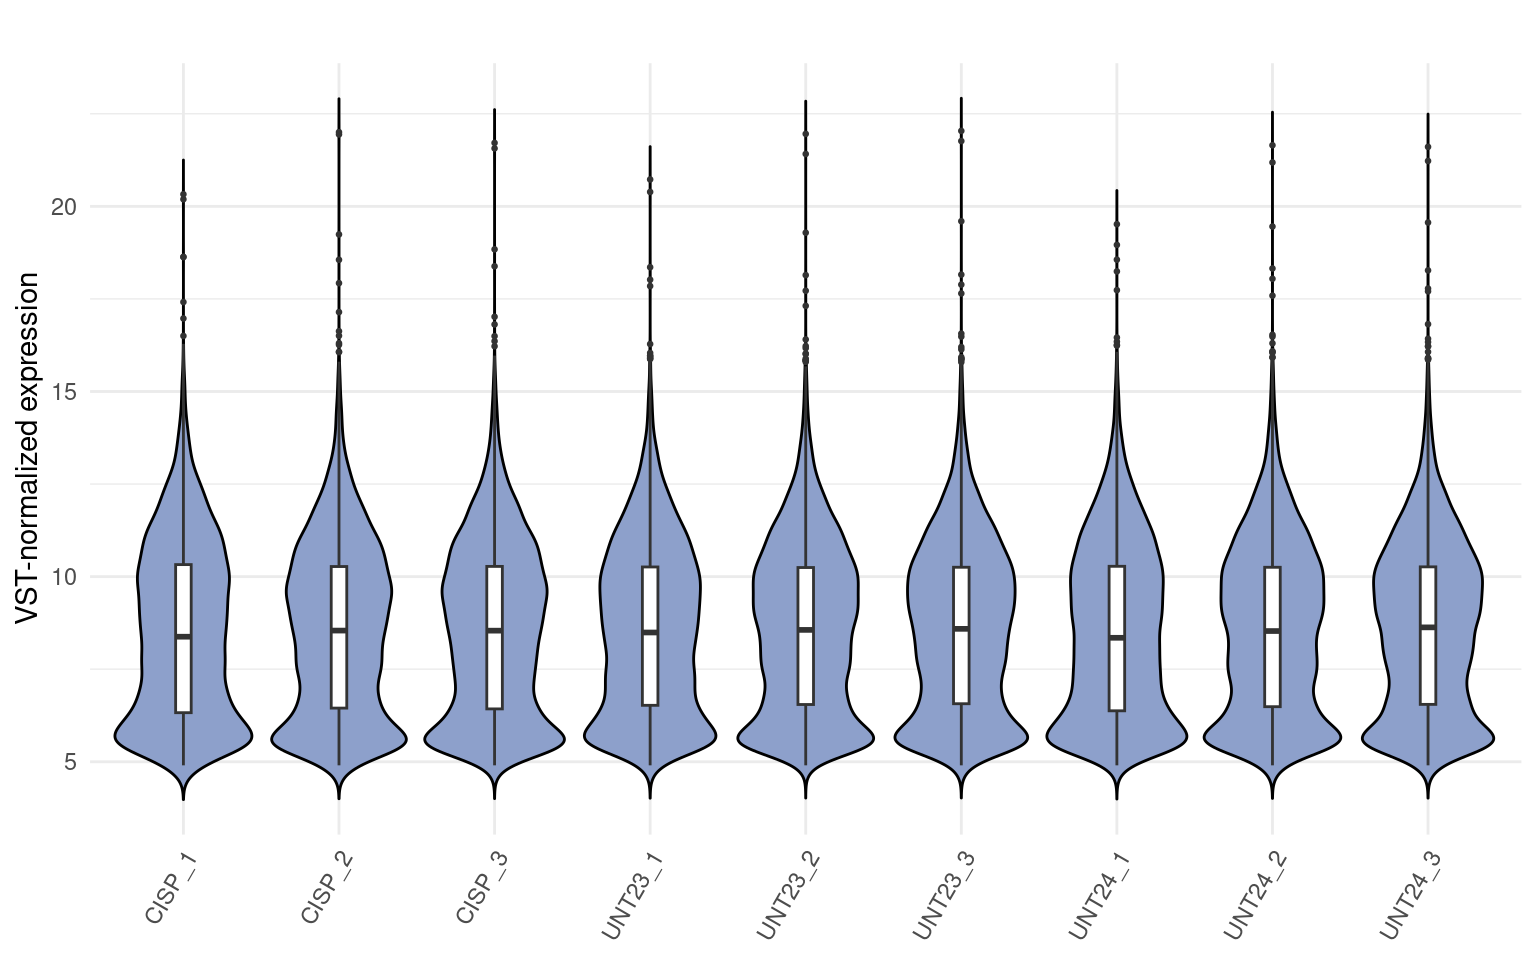 VST-normalized expression
20
15
10
5
CISP_1
CISP_2
CISP_3
UNT23_1
UNT23_2
UNT23_3
UNT24_1
UNT24_2
UNT24_3